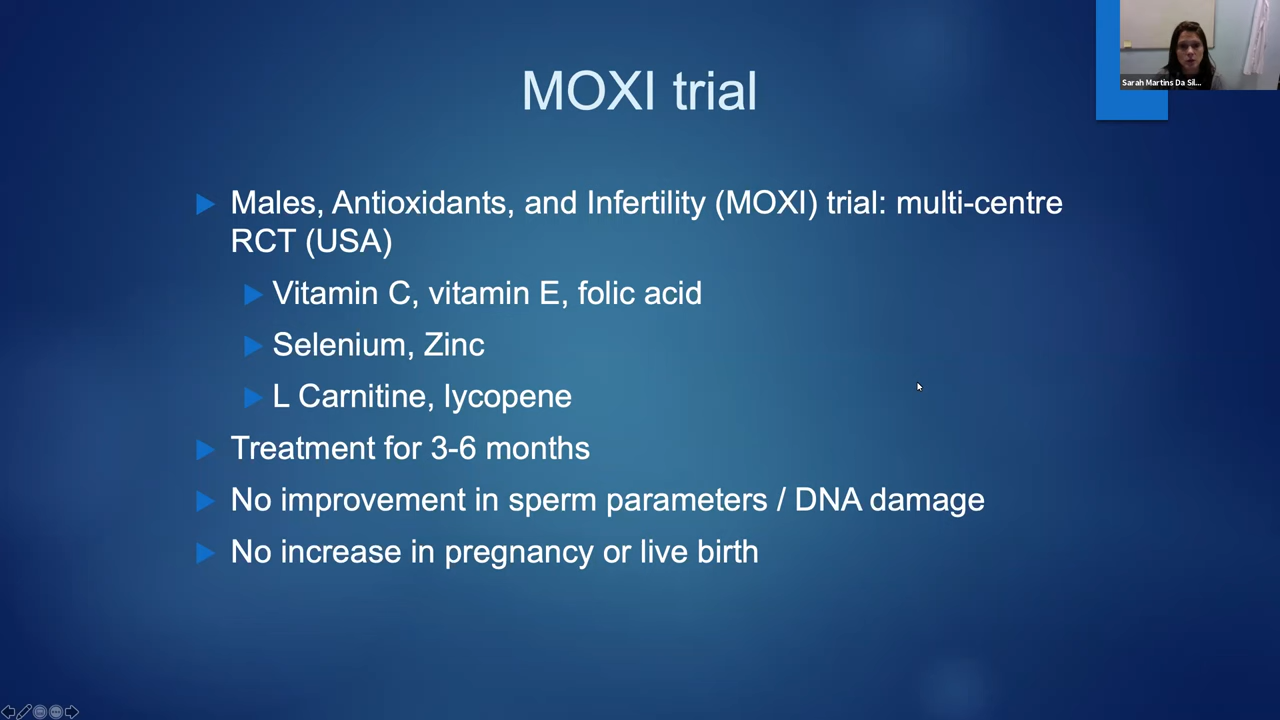 MOXI trial
Sarah Martins Da Sil...
Males, Antioxidants, and Infertility (MOXI) trial: multi-centre
RCT (USA)
Vitamin C, vitamin E, folic acid
Selenium, Zinc
L Carnitine, lycopene
Treatment for 3-6 months
No improvement in sperm parameters / DNA damage
No increase in pregnancy or live birth